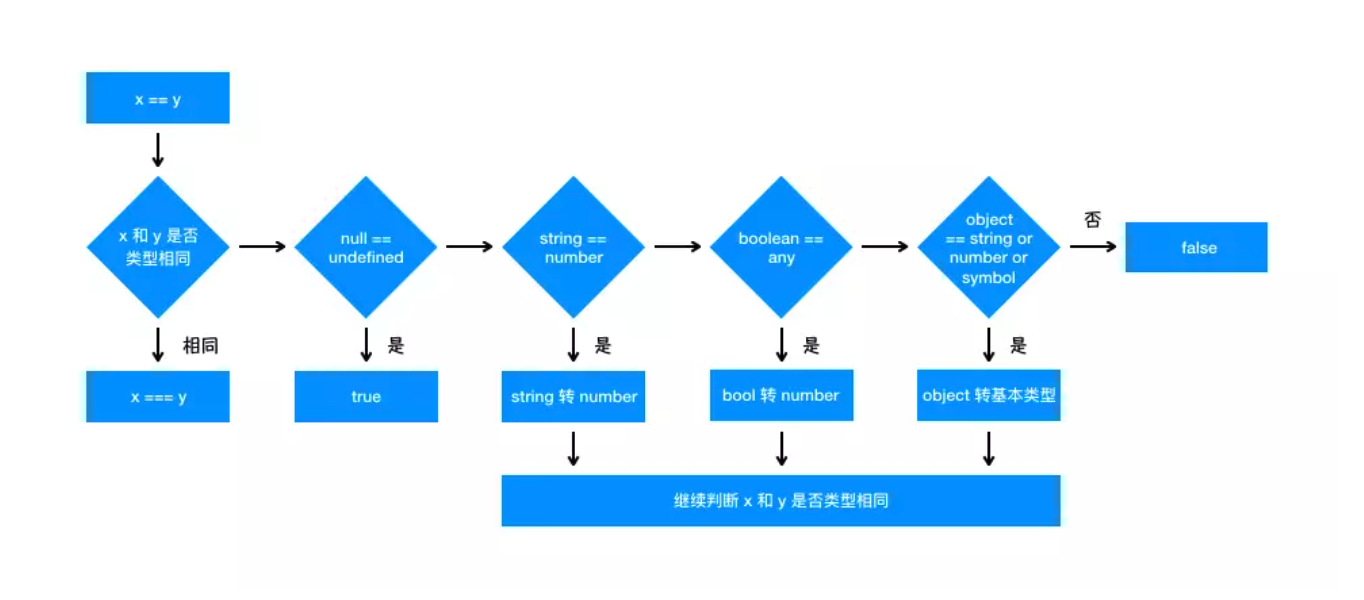 x == y
x 和 y 是否
类型相同
null ==
undefined
string ==
number
boolean ==
any
object
== string or
number or
symbol
否
false
相同
是
是
是
是
x === y
true
string 转 number
bool 转 number
object 转基本类型
继续判断 x 和 y 是否类型相同